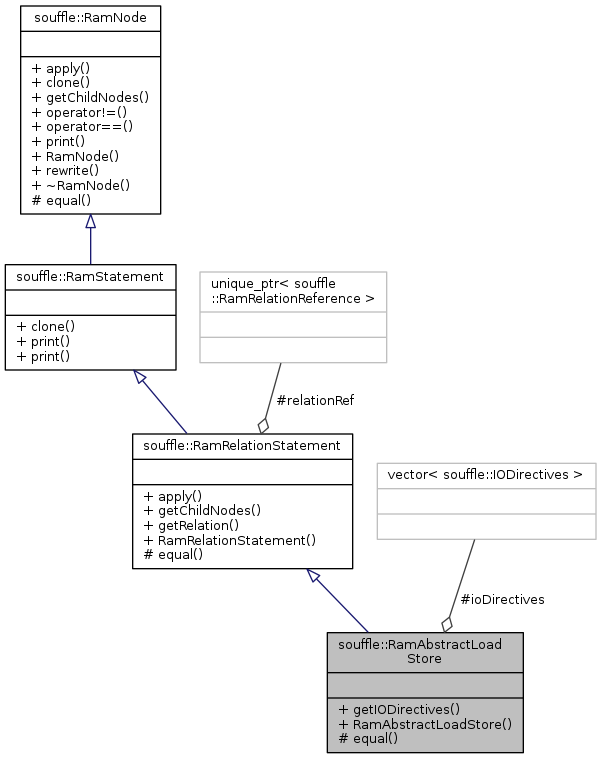 souffle::RamNode
+ apply()
+ clone()
+ getChildNodes()
+ operator!=()
+ operator==()
+ print()
+ RamNode()
+ rewrite()
+ ~RamNode()
# equal()
souffle::RamStatement
+ clone()
+ print()
+ print()
unique_ptr< souffle
::RamRelationReference >
#relationRef
souffle::RamRelationStatement
+ apply()
+ getChildNodes()
+ getRelation()
+ RamRelationStatement()
# equal()
vector< souffle::IODirectives >
#ioDirectives
souffle::RamAbstractLoad
Store
+ getIODirectives()
+ RamAbstractLoadStore()
# equal()